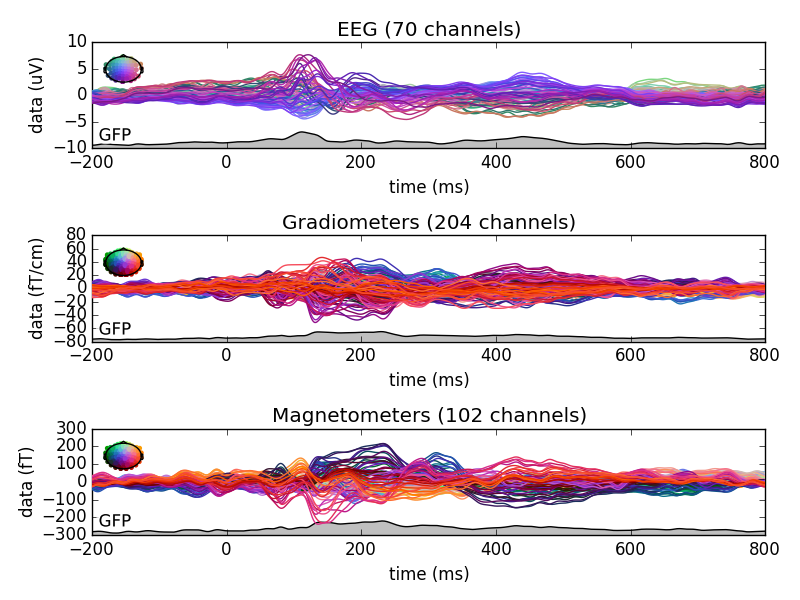 EEG (70 channels)
data (uV)
10
5
0
−5
−10
GFP
−200 0 200 400 600 800
time (ms)
Gradiometers (204 channels)
data (fT/cm)
80
60
40
20
0
−20
−40
−60
−80
GFP
−200 0 200 400 600 800
time (ms)
Magnetometers (102 channels)
data (fT)
300
200
100
0
−100
−200
−300
GFP
−200 0 200 400 600 800
time (ms)